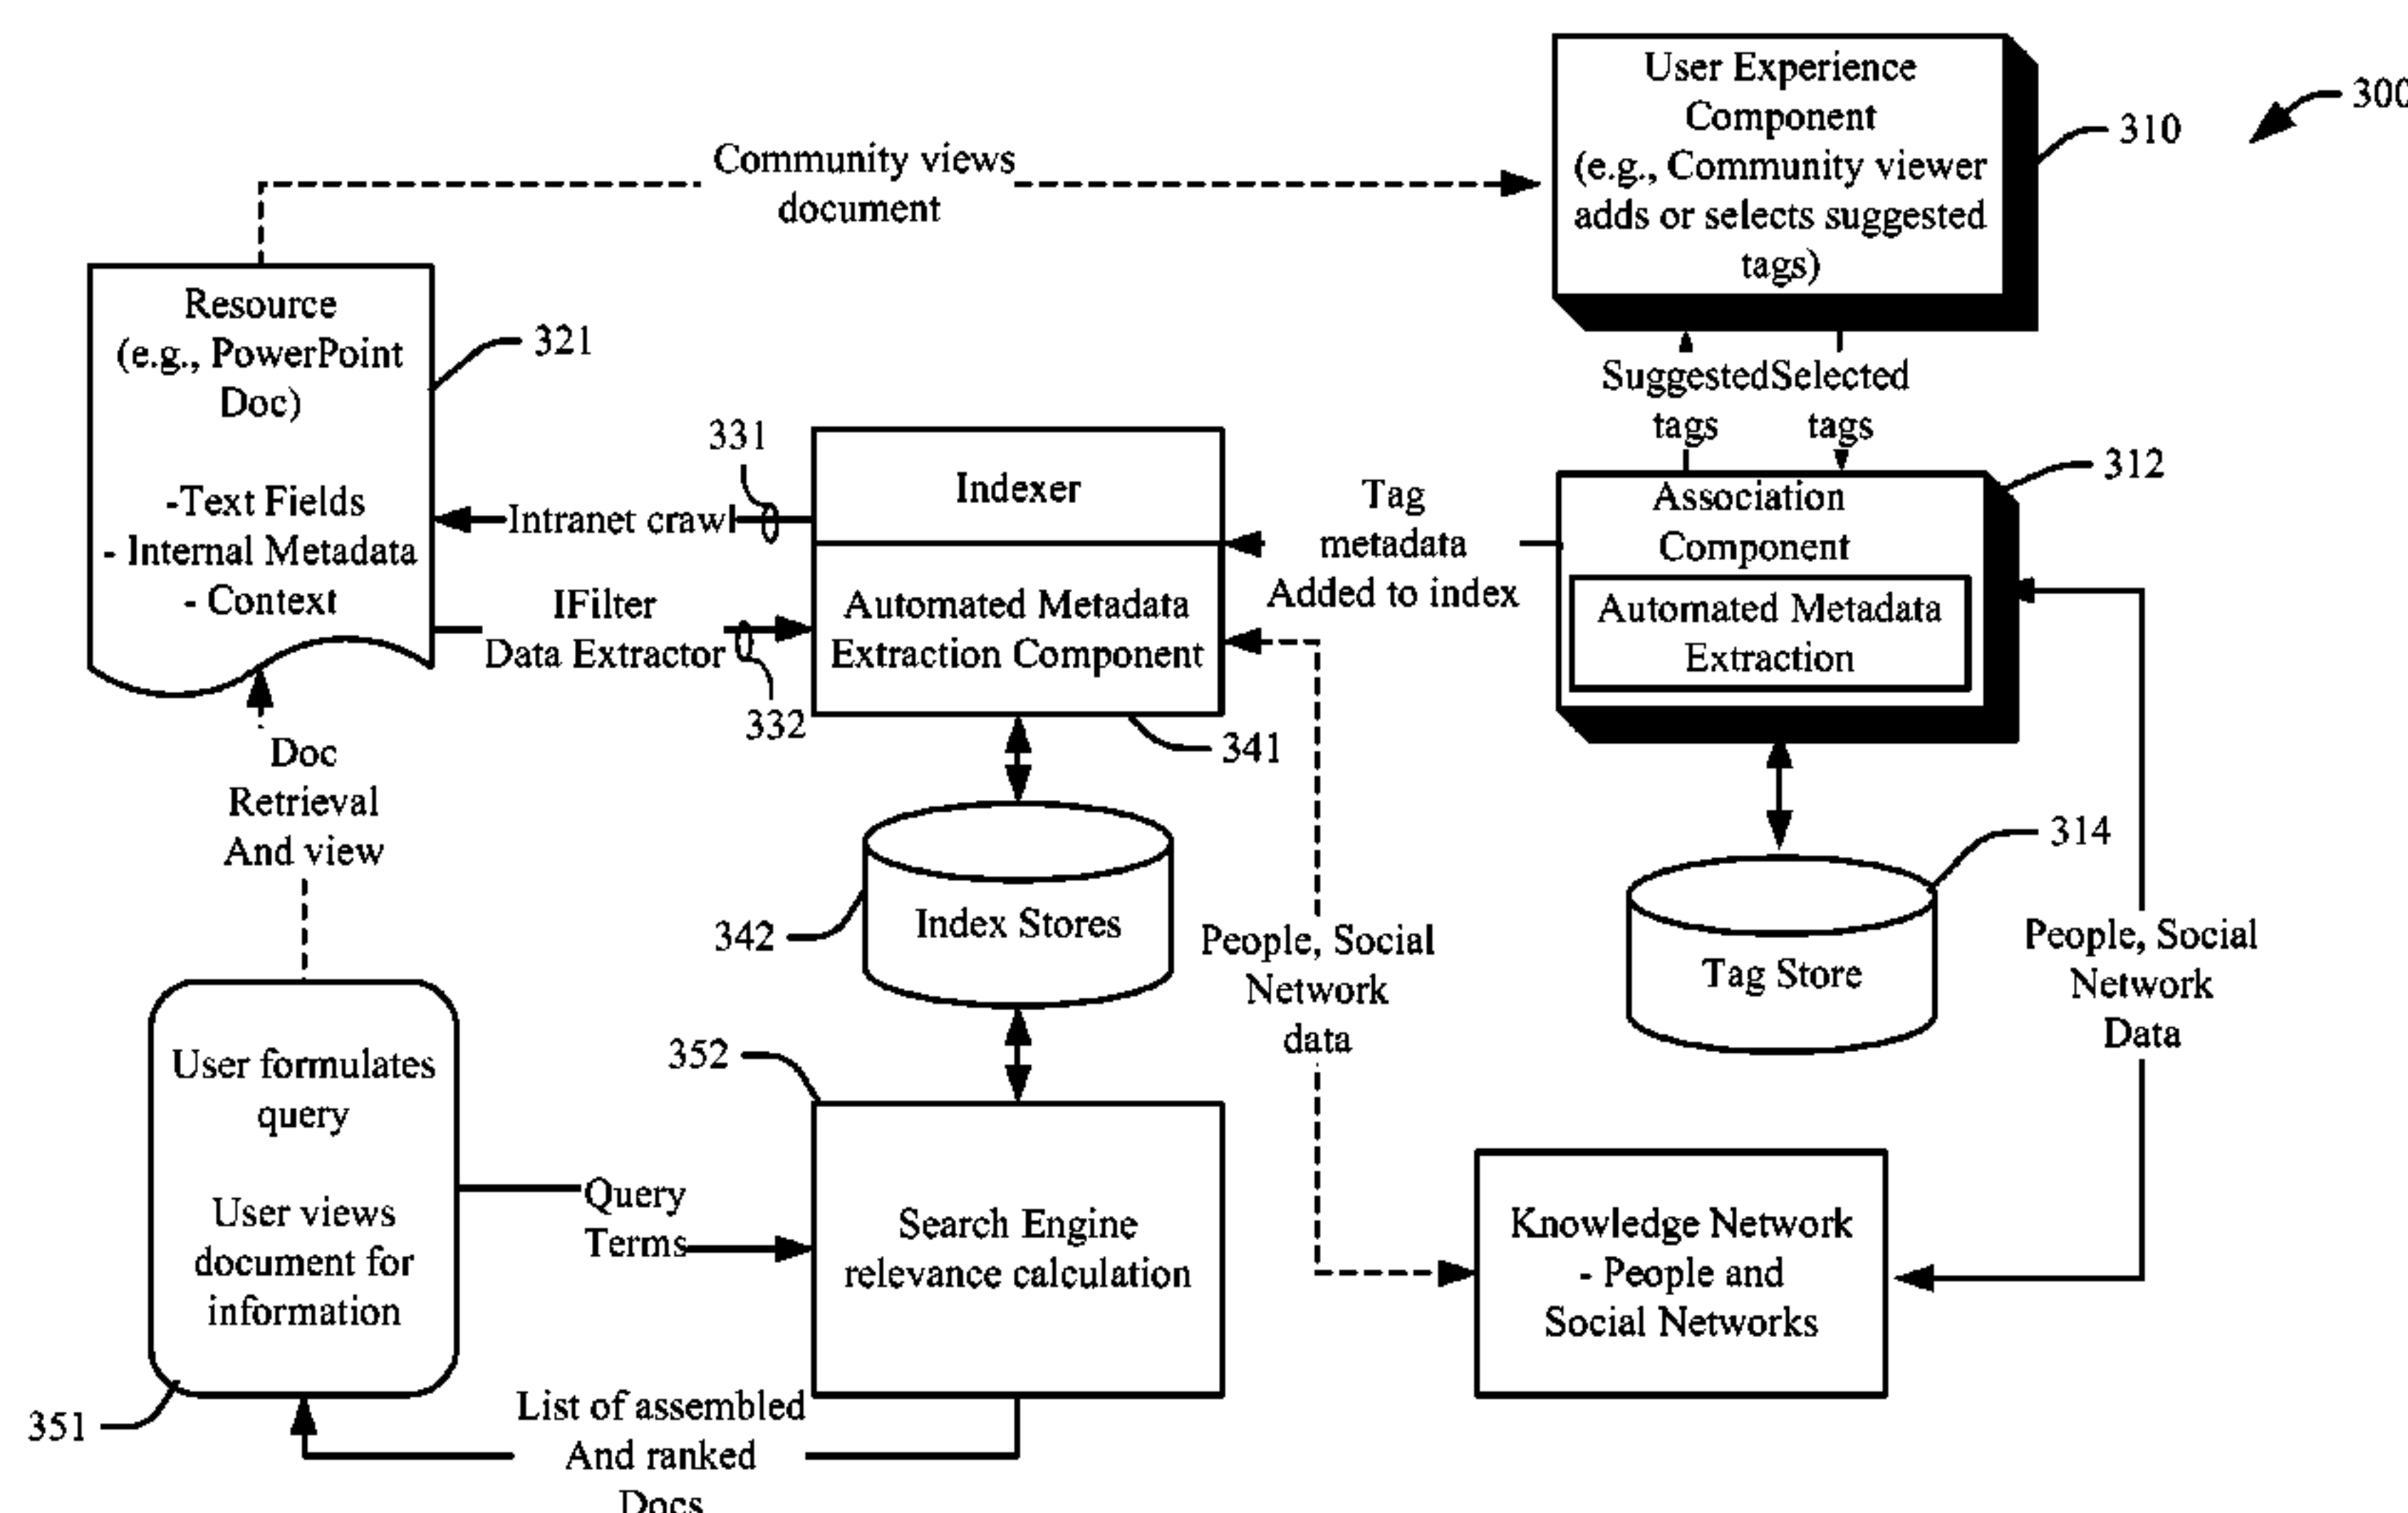 User Experience
Component
(e.g., Community viewer
adds or selects suggested
tags)
300
310
Community views
document
Resource
(e.g., PowerPoint
Doc)
-Text Fields
- Internal Metadata
- Context
321
Suggested
tags
Selected
tags
331
Indexer
Intranet crawl
Automated Metadata
Extraction Component
IFilter
Data Extractor
332
341
Tag
metadata
Added to index
312
Association
Component
Automated Metadata
Extraction
Doc
Retrieval
And view
342
Index Stores
People, Social
Network
data
314
Tag Store
People, Social
Network
Data
User formulates
query
User views
document for
information
351
352
Query
Terms
Search Engine
relevance calculation
Knowledge Network
- People and
Social Networks
List of assembled
And ranked
Docs